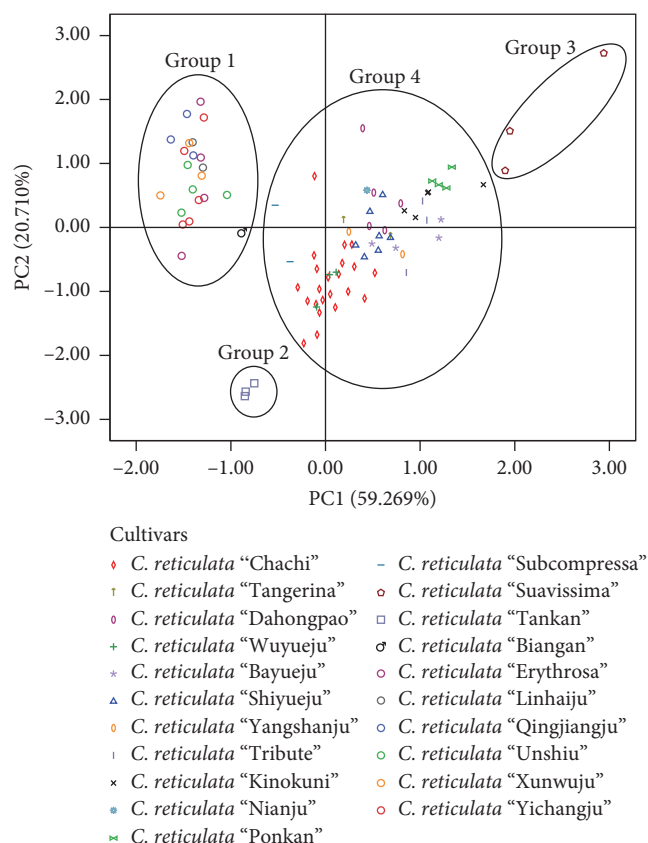 3.00
2.00
1.00
0.00
−1.00
−2.00
−3.00
PC2 (20.710%)
Group 1
Group 4
Group 3
Group 2
−2.00 −1.00 0.00 1.00 2.00 3.00
PC1 (59.269%)
Cultivars
C. reticulata “Chachi”
C. reticulata “Tangerina”
C. reticulata “Dahongpao”
C. reticulata “Wuyueju”
C. reticulata “Bayueju”
C. reticulata “Shiyueju”
C. reticulata “Yangshanju”
C. reticulata “Tribute”
C. reticulata “Kinokuni”
C. reticulata “Nianju”
C. reticulata “Ponkan”
C. reticulata “Subcompressa”
C. reticulata “Suavissima”
C. reticulata “Tankan”
C. reticulata “Biangan”
C. reticulata “Erythrosa”
C. reticulata “Linhaiju”
C. reticulata “Qingjiangju”
C. reticulata “Unshiu”
C. reticulata “Xunwuju”
C. reticulata “Yichangju”